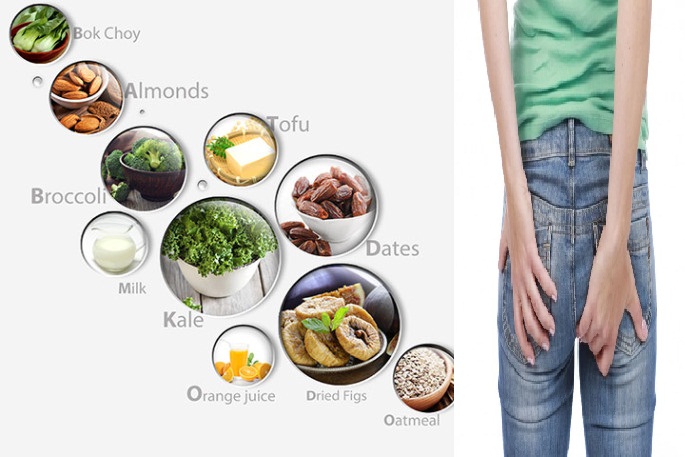 Bok Choy
Almonds
Tofu
Broccoli
Dates
Milk
Kale
Orange juice
Dried Figs
Oatmeal